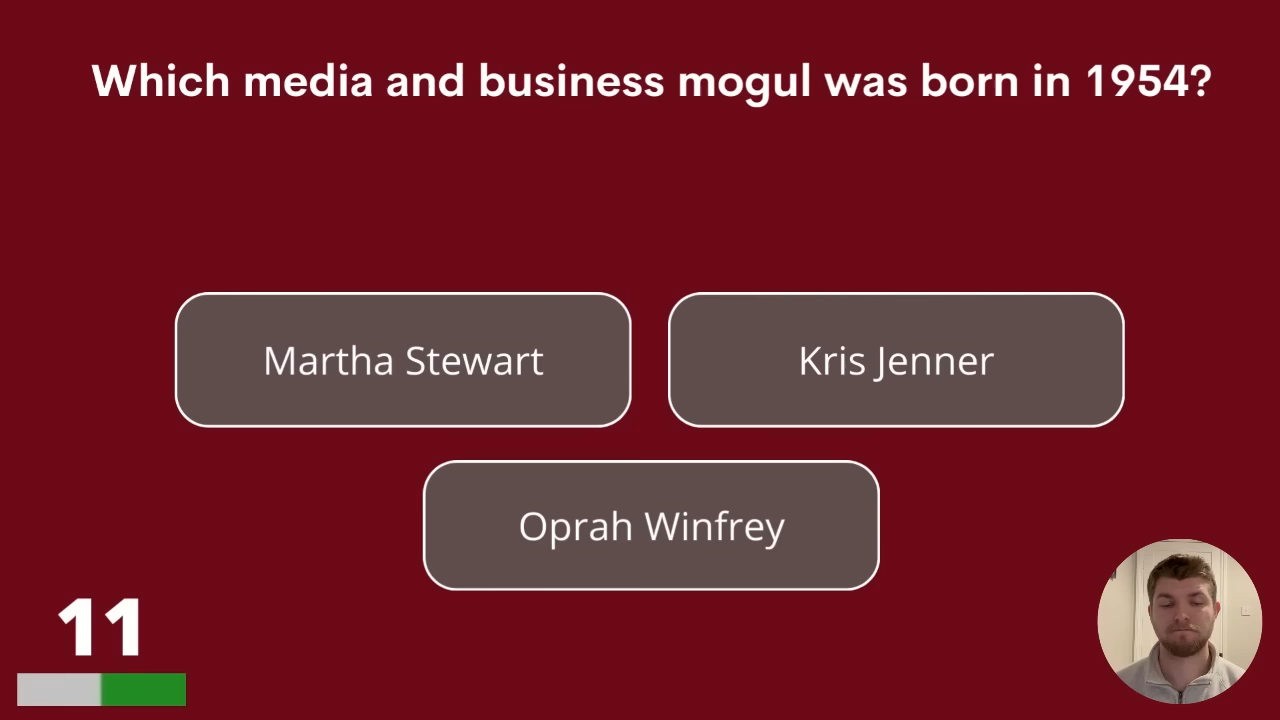 Which media and business mogul was born in 1954?
Martha Stewart
Kris Jenner
Oprah Winfrey
11